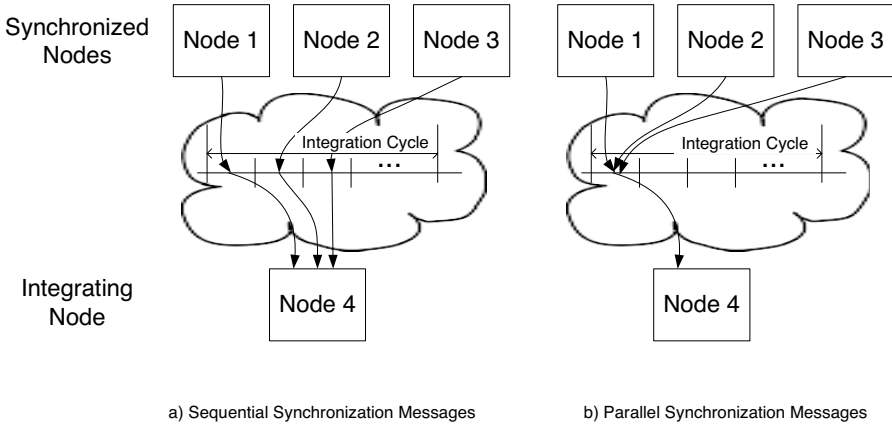 Synchronized
Nodes
Node 1
Node 2
Node 3
Node 1
Node 2
Node 3
Integration Cycle
...
Integration Cycle
...
Integrating
Node
Node 4
Node 4
a) Sequential Synchronization Messages
b) Parallel Synchronization Messages